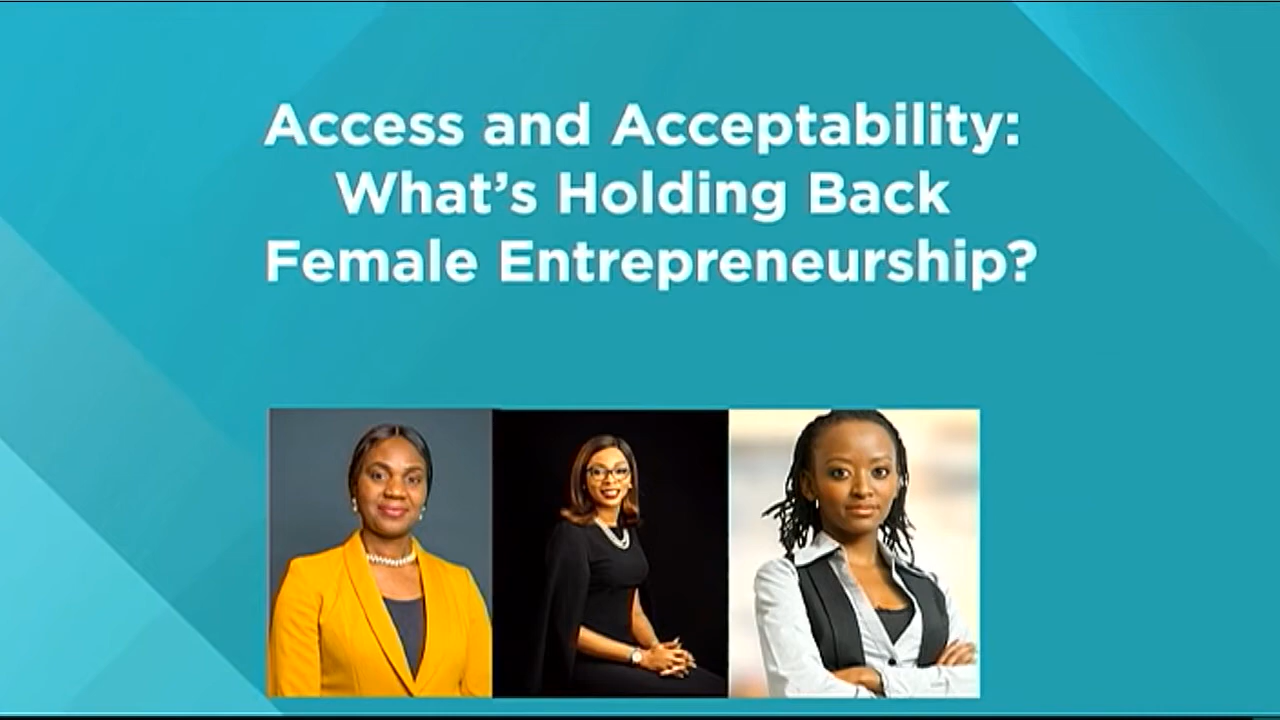 Access and Acceptability:
What's Holding Back
Female Entrepreneurship?